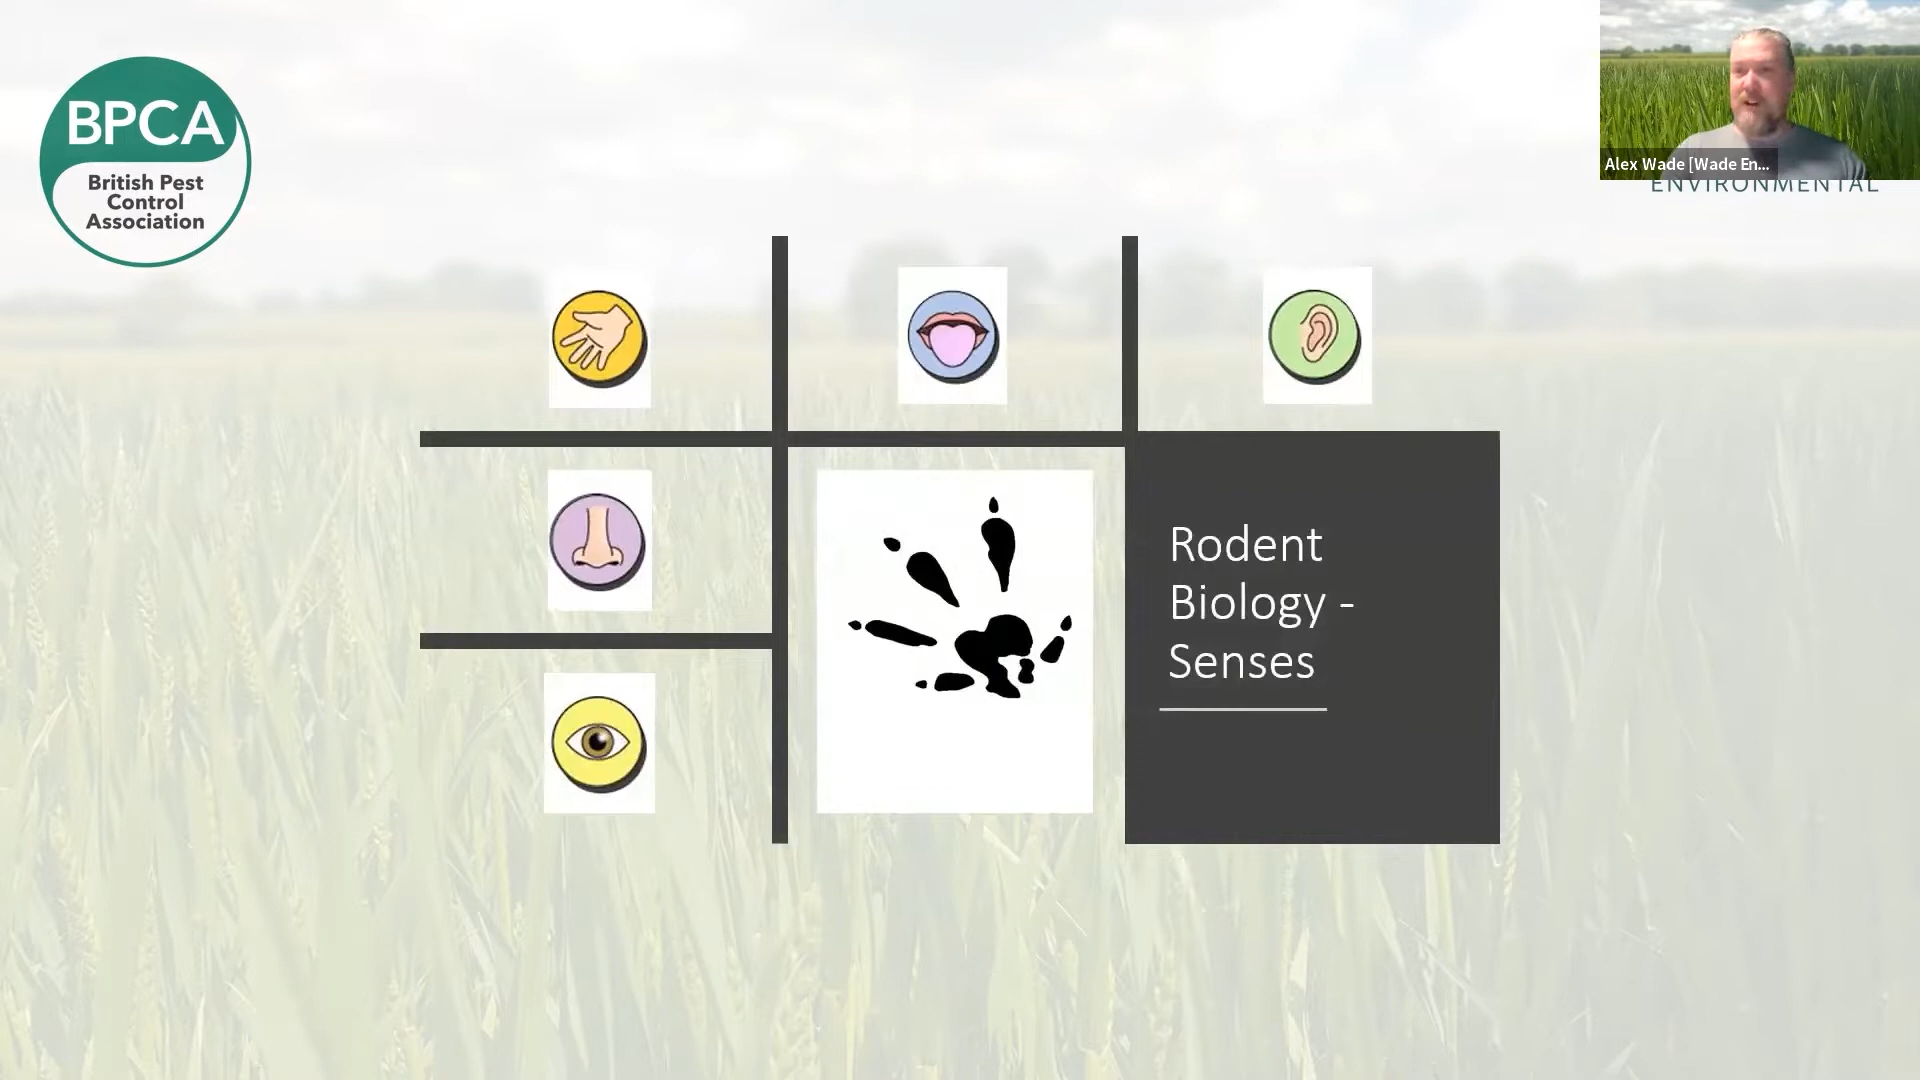 BPCA
British Pest
Control
Association
Alex Wade [Wade En...
ENVIRONMENTAL
Rodent
Biology -
Senses